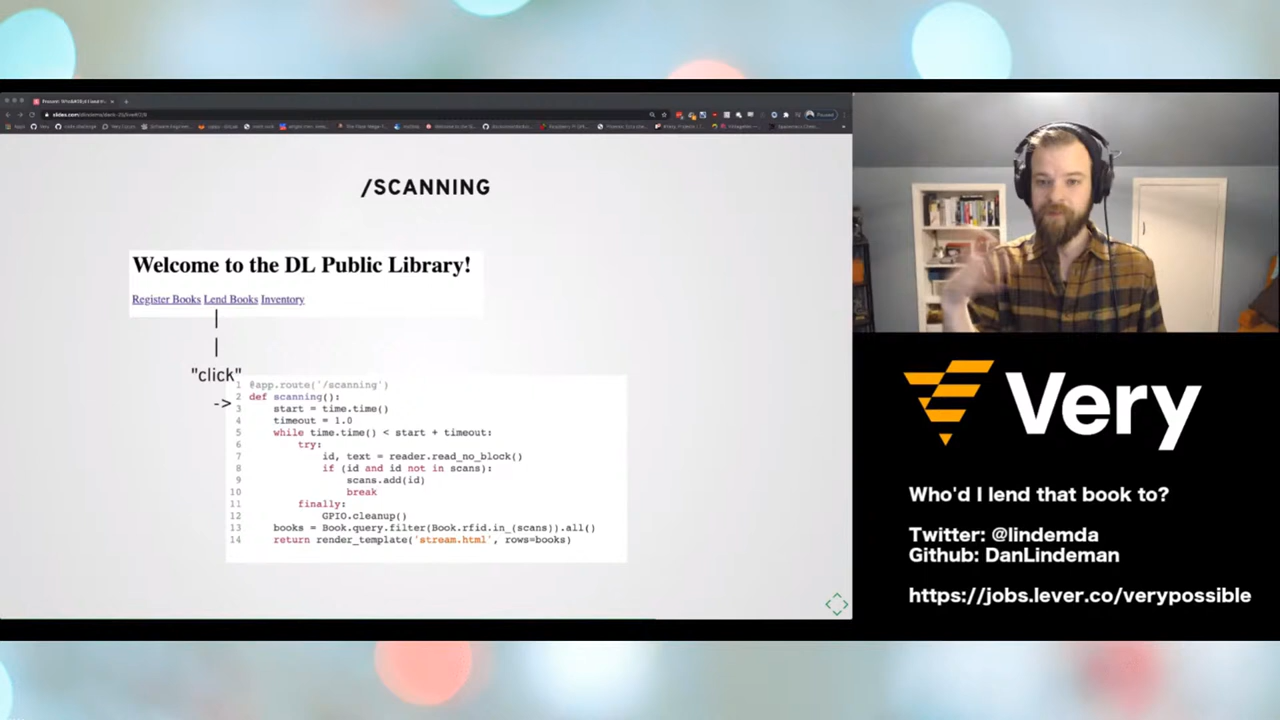 /SCANNING
Welcome to the DL Public Library!
Register Books Lend Books Inventory
"click"
->
1 @app.route('/scanning')
2 def scanning():
3 start = time.time()
4 timeout = 1.0
5 while time.time() < start + timeout:
6 try:
7 id, text = reader.read_no_block()
8 if (id and id not in scans):
9 scans.add(id)
10 break
11 finally:
12 GPIO.cleanup()
13 books = Book.query.filter(Book.rfid.in_(scans)).all()
14 return render_template('stream.html', rows=books)
Very
Who'd I lend that book to?
Twitter: @lindemda
Github: DanLindeman
https://jobs.lever.co/verypossible